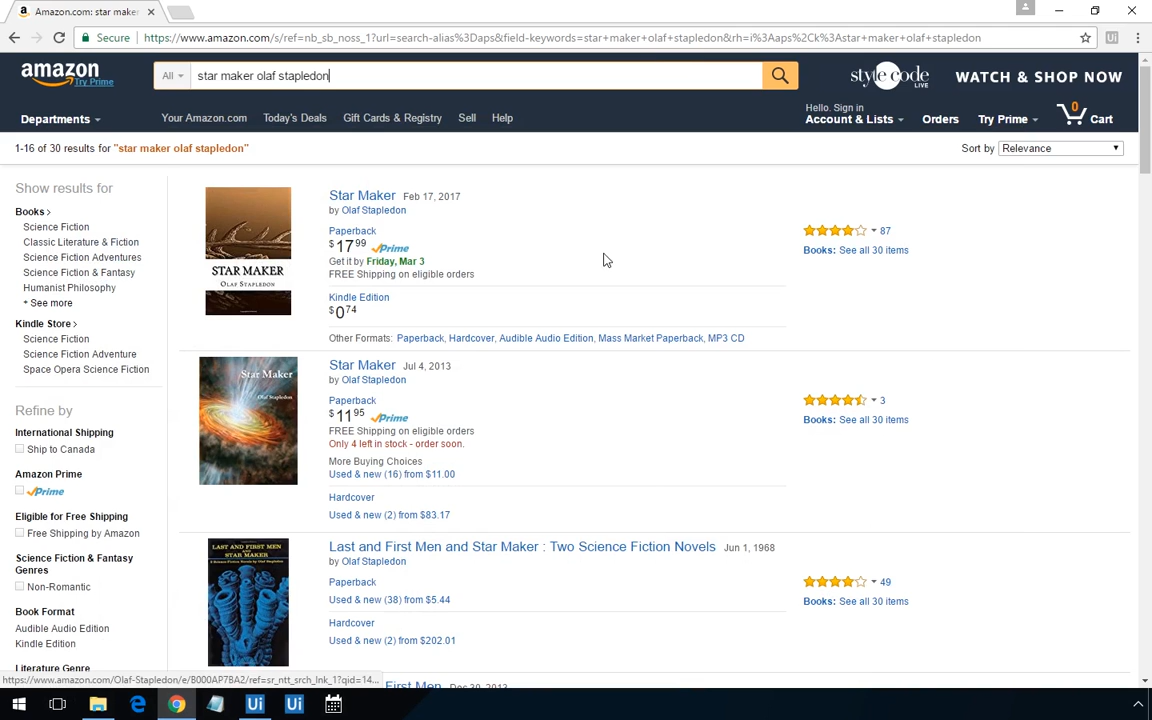 Amazon.com: star maker
Secure https://www.amazon.com/s/ref=nb_sb_noss_1?url=search-alias%3Daps&field-keywords=star+maker+olaf+stapledon&rh=i%3Aaps%2Ck%3Astar+maker+olaf+stapledon
amazon
Try Prime
All star maker olaf stapledon
style code LIVE
WATCH & SHOP NOW
Departments
Your Amazon.com Today's Deals Gift Cards & Registry Sell Help
Hello. Sign in
Account & Lists
Orders
Try Prime
0
Cart
1-16 of 30 results for "star maker olaf stapledon"
Sort by Relevance
Show results for
Books
Science Fiction
Classic Literature & Fiction
Science Fiction Adventures
Science Fiction & Fantasy
Humanist Philosophy
+ See more
Kindle Store
Science Fiction
Science Fiction Adventure
Space Opera Science Fiction
Refine by
International Shipping
Ship to Canada
Amazon Prime
Prime
Eligible for Free Shipping
Free Shipping by Amazon
Science Fiction & Fantasy
Genres
Non-Romantic
Book Format
Audible Audio Edition
Kindle Edition
Literature Genre
STAR MAKER
OLAF STAPLEDON
Star Maker Feb 17, 2017
by Olaf Stapledon
Paperback
$17 99 Prime
Get it by Friday, Mar 3
FREE Shipping on eligible orders
Kindle Edition
$0 74
Other Formats: Paperback, Hardcover, Audible Audio Edition, Mass Market Paperback, MP3 CD
87
Books: See all 30 items
Star Maker
Olaf Stapledon
Star Maker Jul 4, 2013
by Olaf Stapledon
Paperback
$11 95 Prime
FREE Shipping on eligible orders
Only 4 left in stock - order soon.
More Buying Choices
Used & new (16) from $11.00
Hardcover
Used & new (2) from $83.17
3
Books: See all 30 items
LAST AND FIRST MEN
AND
STAR MAKER
Last and First Men and Star Maker : Two Science Fiction Novels Jun 1, 1968
by Olaf Stapledon
Paperback
Used & new (38) from $5.44
Hardcover
Used & new (2) from $202.01
49
Books: See all 30 items
https://www.amazon.com/Olaf-Stapledon/e/B000AP7BA2/ref=sr_ntt_srch_lnk_1?qid=14...
First Men Dec 30, 2013
Ui
Ui
Ui